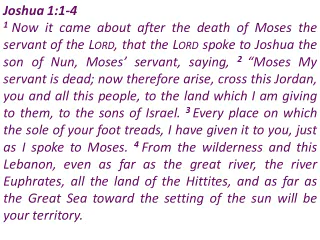 Joshua 1:1-4
1 Now it came about after the death of Moses the
servant of the LORD, that the LORD spoke to Joshua the
son of Nun, Moses’ servant, saying, 2 “Moses My
servant is dead; now therefore arise, cross this Jordan,
you and all this people, to the land which I am giving
to them, to the sons of Israel. 3 Every place on which
the sole of your foot treads, I have given it to you, just
as I spoke to Moses. 4 From the wilderness and this
Lebanon, even as far as the great river, the river
Euphrates, all the land of the Hittites, and as far as
the Great Sea toward the setting of the sun will be
your territory.